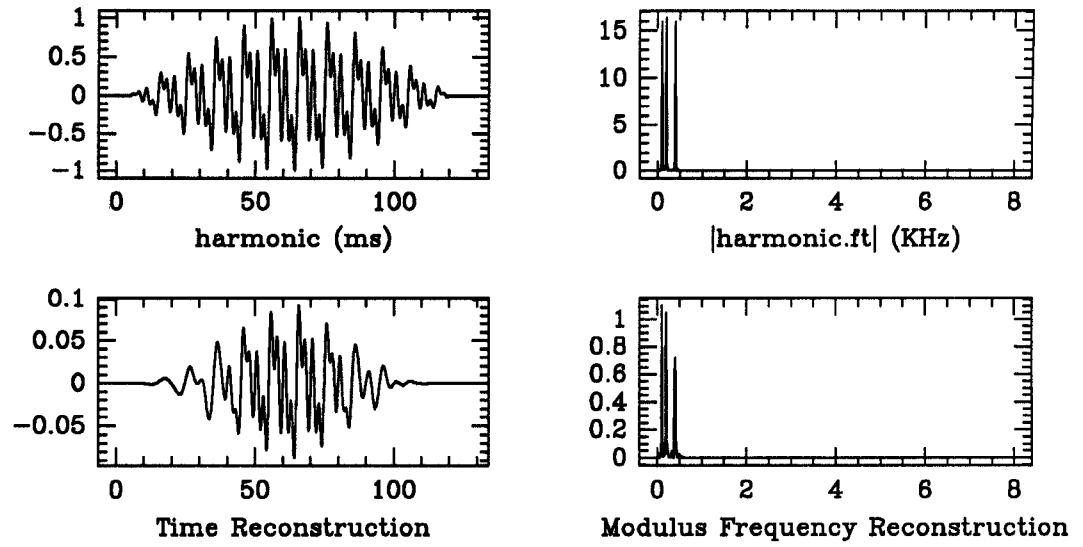 1
0.5
0
−0.5
−1
0 50 100
harmonic (ms)
15
10
5
0
0 2 4 6 8
|harmonic.ft| (KHz)
0.1
0.05
0
−0.05
0 50 100
Time Reconstruction
1
0.8
0.6
0.4
0.2
0
0 2 4 6 8
Modulus Frequency Reconstruction